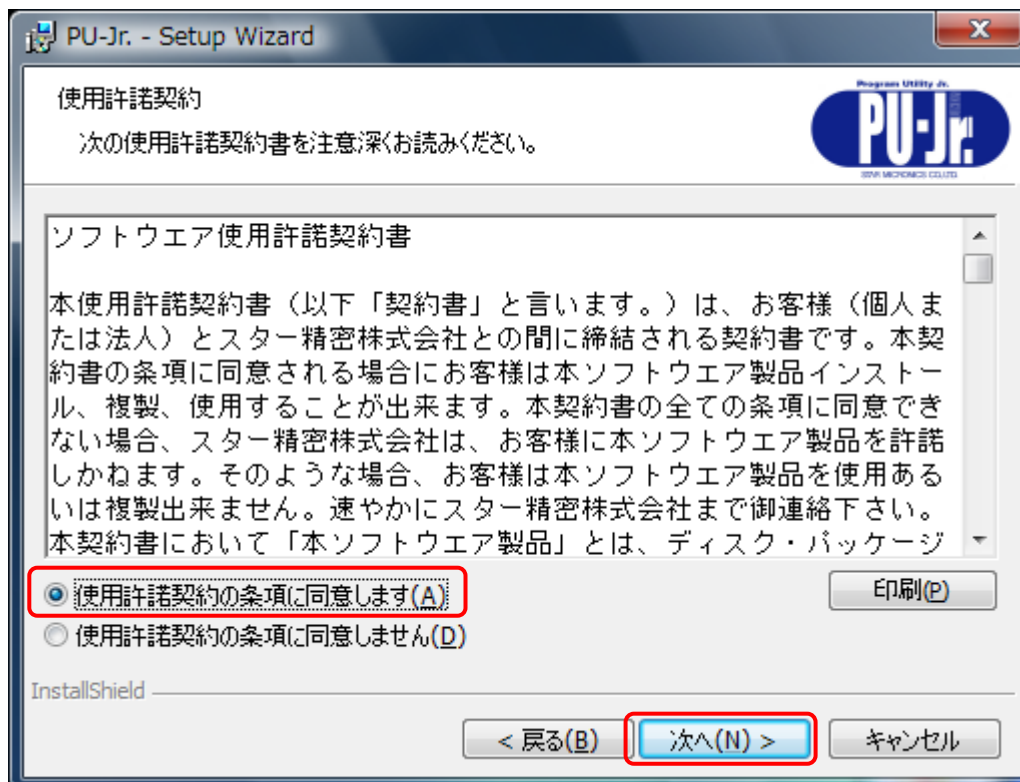 PU-Jr. - Setup Wizard
使用許諾契約
次の使用許諾契約書を注意深くお読みください。
Program Utility Jr.
PU-Jr.
STAR MICRONICS CO.,LTD.
ソフトウエア使用許諾契約書
本使用許諾契約書（以下「契約書」と言います。）は、お客様（個人ま
たは法人）とスター精密株式会社との間に締結される契約書です。本契
約書の条項に同意される場合にお客様は本ソフトウエア製品インストー
ル、複製、使用することが出来ます。本契約書の全ての条項に同意でき
ない場合、スター精密株式会社は、お客様に本ソフトウエア製品を許諾
しかねます。そのような場合、お客様は本ソフトウエア製品を使用ある
いは複製出来ません。速やかにスター精密株式会社まで御連絡下さい。
本契約書において「本ソフトウエア製品」とは、ディスク・パッケージ
使用許諾契約の条項に同意します(A)
印刷(P)
使用許諾契約の条項に同意しません(D)
InstallShield
< 戻る(B)
次へ(N) >
キャンセル